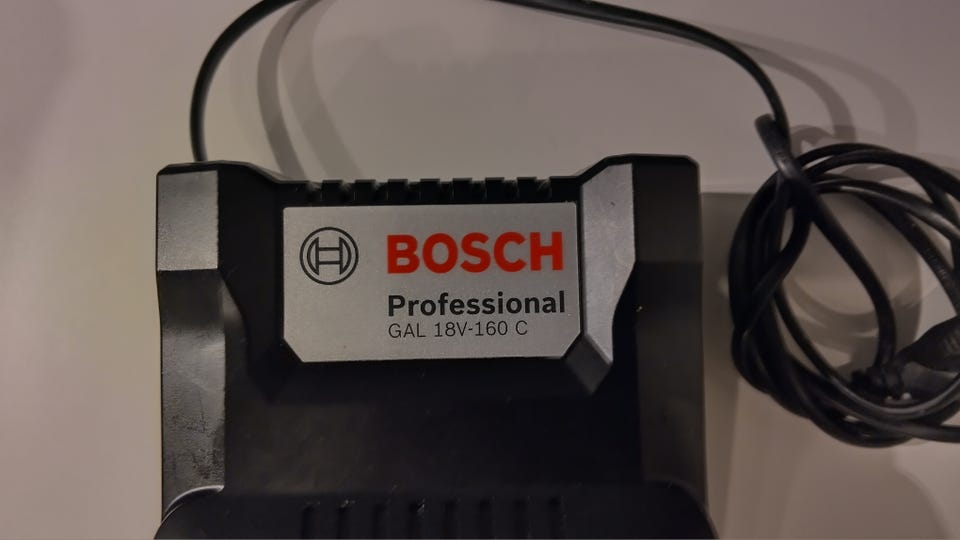 BOSCH
Professional
GAL 18V-160 C